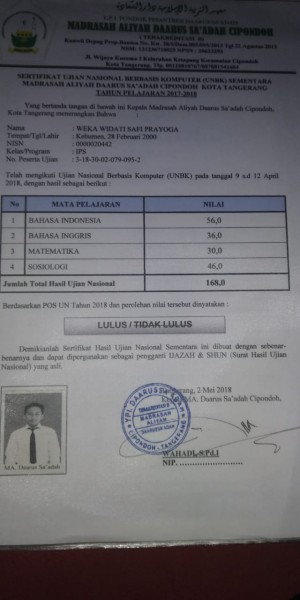 MADRASAH ALIYAH DAARUS SA'ADAH CIPONDOH
( TERAKREDITASI B )
SERTIFIKAT UJIAN NASIONAL BERBASIS KOMPUTER (UNBK) SEMENTARA
MADRASAH ALIYAH DAARUS SA'ADAH CIPONDOH KOTA TANGERANG
TAHUN PELAJARAN 2017-2018
Yang bertanda tangan di bawah ini Kepala Madrasah Aliyah Daarus Sa'adah Cipondoh,
Kota Tangerang menerangkan Bahwa
Nama : WEKA WIDATI SAFI PRAYOGA
Tempat/Tgl/Lahir : Kebumen, 28 Februari 2000
NISN : 0000020442
Kelas/Program : IPS
No. Peserta Ujian : 3-18-30-02-079-095-2
Telah mengikuti Ujian Nasional Berbasis Komputer (UNBK) pada tanggal 9 s.d 12 April
2018, dengan hasil sebagai berikut :
No MATA PELAJARAN NILAI
1 BAHASA INDONESIA 56,0
2 BAHASA INGGRIS 36,0
3 MATEMATIKA 30,0
4 SOSIOLOGI 46,0
Jumlah Total Hasil Ujian Nasional 168,0
Berdasarkan POS UN Tahun 2018 dan perolehan nilai tersebut dinyatakan :
LULUS / TIDAK LULUS
Demikianlah Sertifikat Hasil Ujian Nasional Sementara ini dibuat dengan sebenar-
benarnya dan dapat dipergunakan sebagai pengganti IJAZAH & SHUN (Surat Hasil Ujian
Nasional) yang asli.
2 Mei 2018
MA. Daarus Sa'adah Cipondoh,
MADRASAH
ALIYAH
CIPONDOH - TANGERANG
MA. Daarus Sa'adah
WAHADI, S.Pd.I
NIP.